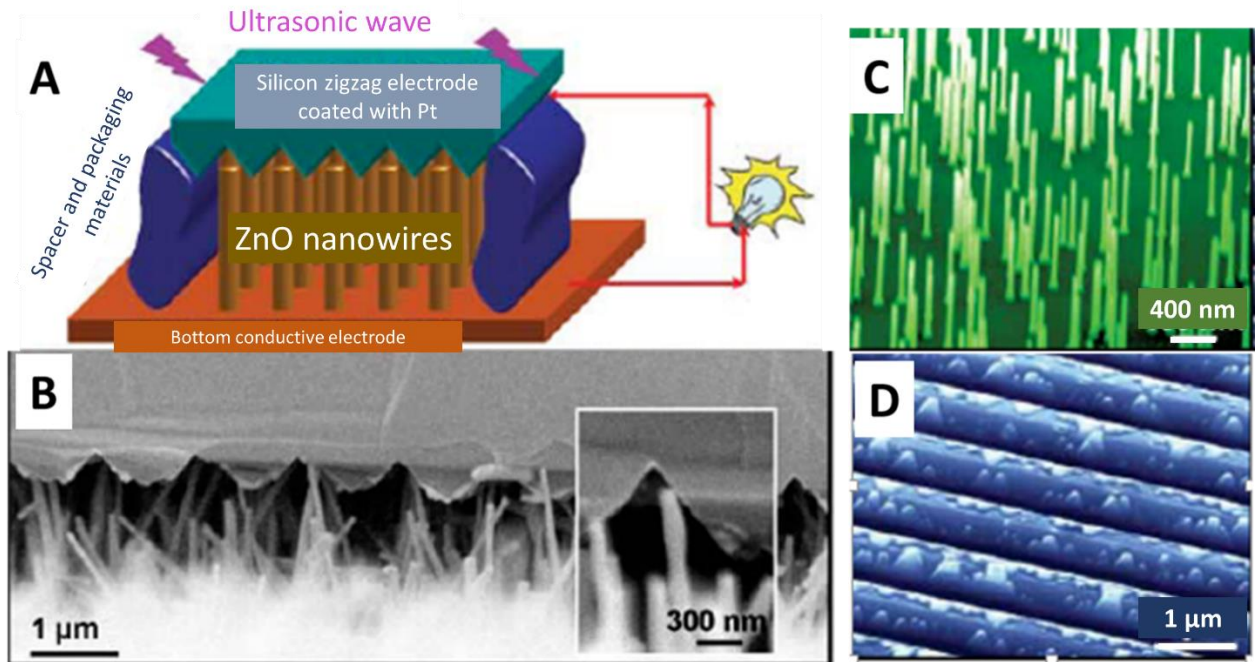 Ultrasonic wave
A
Silicon zigzag electrode
coated with Pt
Spacer and packaging
materials
ZnO nanowires
Bottom conductive electrode
B
1 μm
300 nm
C
400 nm
D
1 μm